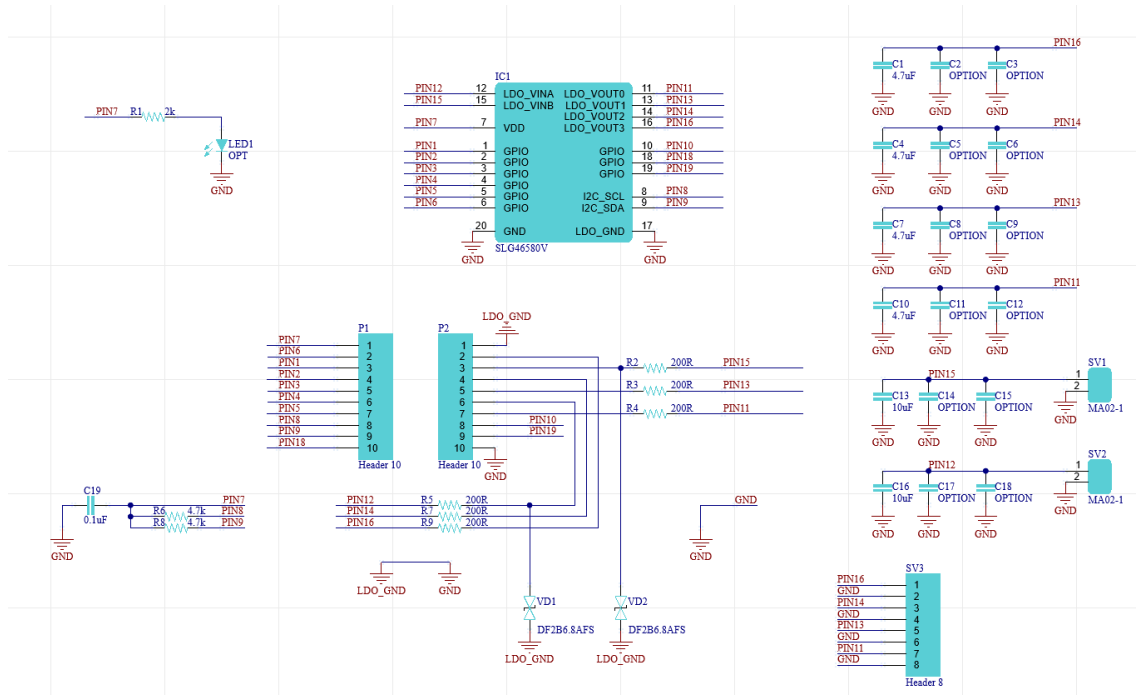 PIN7 R1 2k
LED1
OPT
GND
IC1
PIN12 12 LDO_VINA LDO_VOUT0 11 PIN11
PIN15 15 LDO_VINB LDO_VOUT1 13 PIN13
LDO_VOUT2 14 PIN14
PIN7 7 VDD LDO_VOUT3 16 PIN16
PIN1 1 GPIO GPIO 10 PIN10
PIN2 2 GPIO GPIO 18 PIN18
PIN3 3 GPIO GPIO 19 PIN19
PIN4 4 GPIO
PIN5 5 GPIO I2C_SCL 8 PIN8
PIN6 6 GPIO I2C_SDA 9 PIN9
20 GND LDO_GND 17
SLG46580V
GND GND
PIN16
C1 C2 C3
4.7uF OPTION OPTION
GND GND GND
PIN14
C4 C5 C6
4.7uF OPTION OPTION
GND GND GND
PIN13
C7 C8 C9
4.7uF OPTION OPTION
GND GND GND
PIN11
C10 C11 C12
4.7uF OPTION OPTION
GND GND GND
PIN15
C13 C14 C15
10uF OPTION OPTION
GND GND GND
SV1
1
2
MA02-1
GND
PIN12
C16 C17 C18
10uF OPTION OPTION
GND GND GND
SV2
1
2
MA02-1
GND
P1
PIN7 1
PIN6 2
PIN1 3
PIN2 4
PIN3 5
PIN4 6
PIN5 7
PIN8 8
PIN9 9
PIN18 10
Header 10
P2
LDO_GND
1
2
3
4
5
6
7
8 PIN10
9 PIN19
10
Header 10
GND
R2 200R PIN15
R3 200R PIN13
R4 200R PIN11
C19
0.1uF
GND
PIN7
R6 4.7k PIN8
R8 4.7k PIN9
PIN12 R5 200R
PIN14 R7 200R
PIN16 R9 200R
GND
GND
LDO_GND GND
VD1
DF2B6.8AFS
LDO_GND
VD2
DF2B6.8AFS
LDO_GND
SV3
PIN16 1
GND 2
PIN14 3
GND 4
PIN13 5
GND 6
PIN11 7
GND 8
Header 8